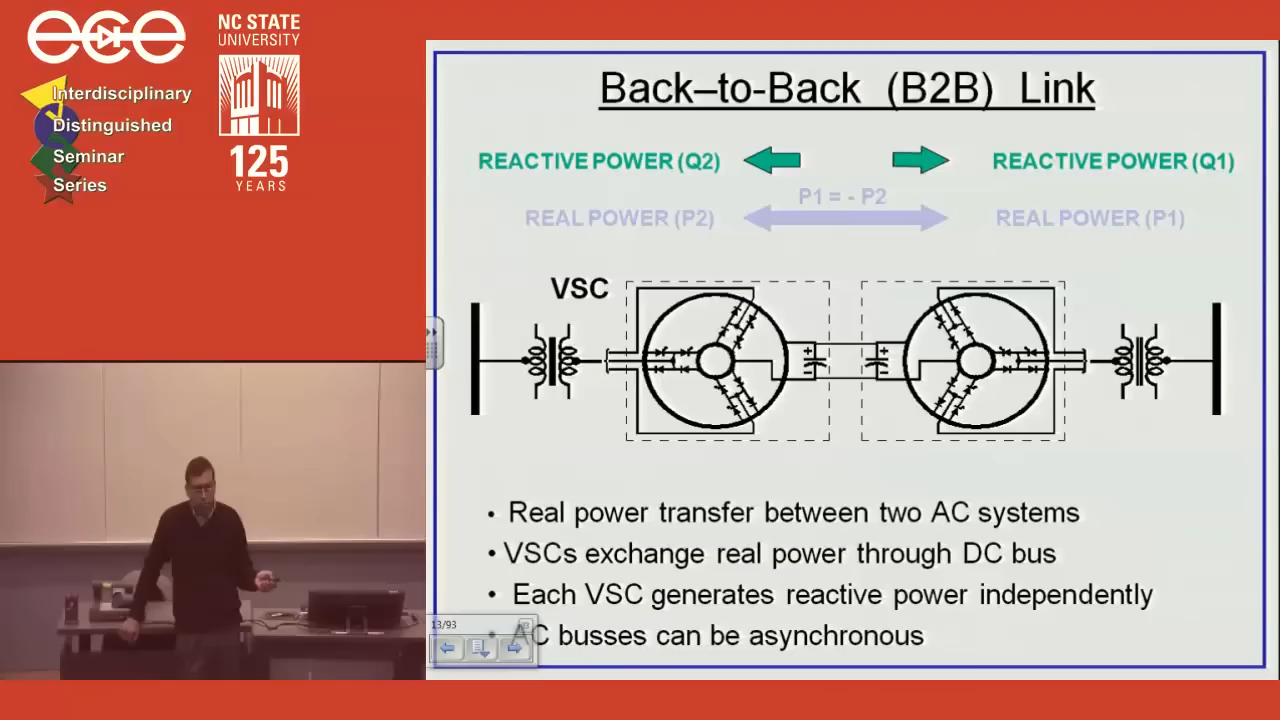 ece
NC STATE
UNIVERSITY
Interdisciplinary
Distinguished
Seminar
Series
125
YEARS
Back–to-Back (B2B) Link
REACTIVE POWER (Q2)
REACTIVE POWER (Q1)
P1 = - P2
REAL POWER (P2)
REAL POWER (P1)
VSC
+
-
+
-
• Real power transfer between two AC systems
• VSCs exchange real power through DC bus
• Each VSC generates reactive power independently
• AC busses can be asynchronous
13/93